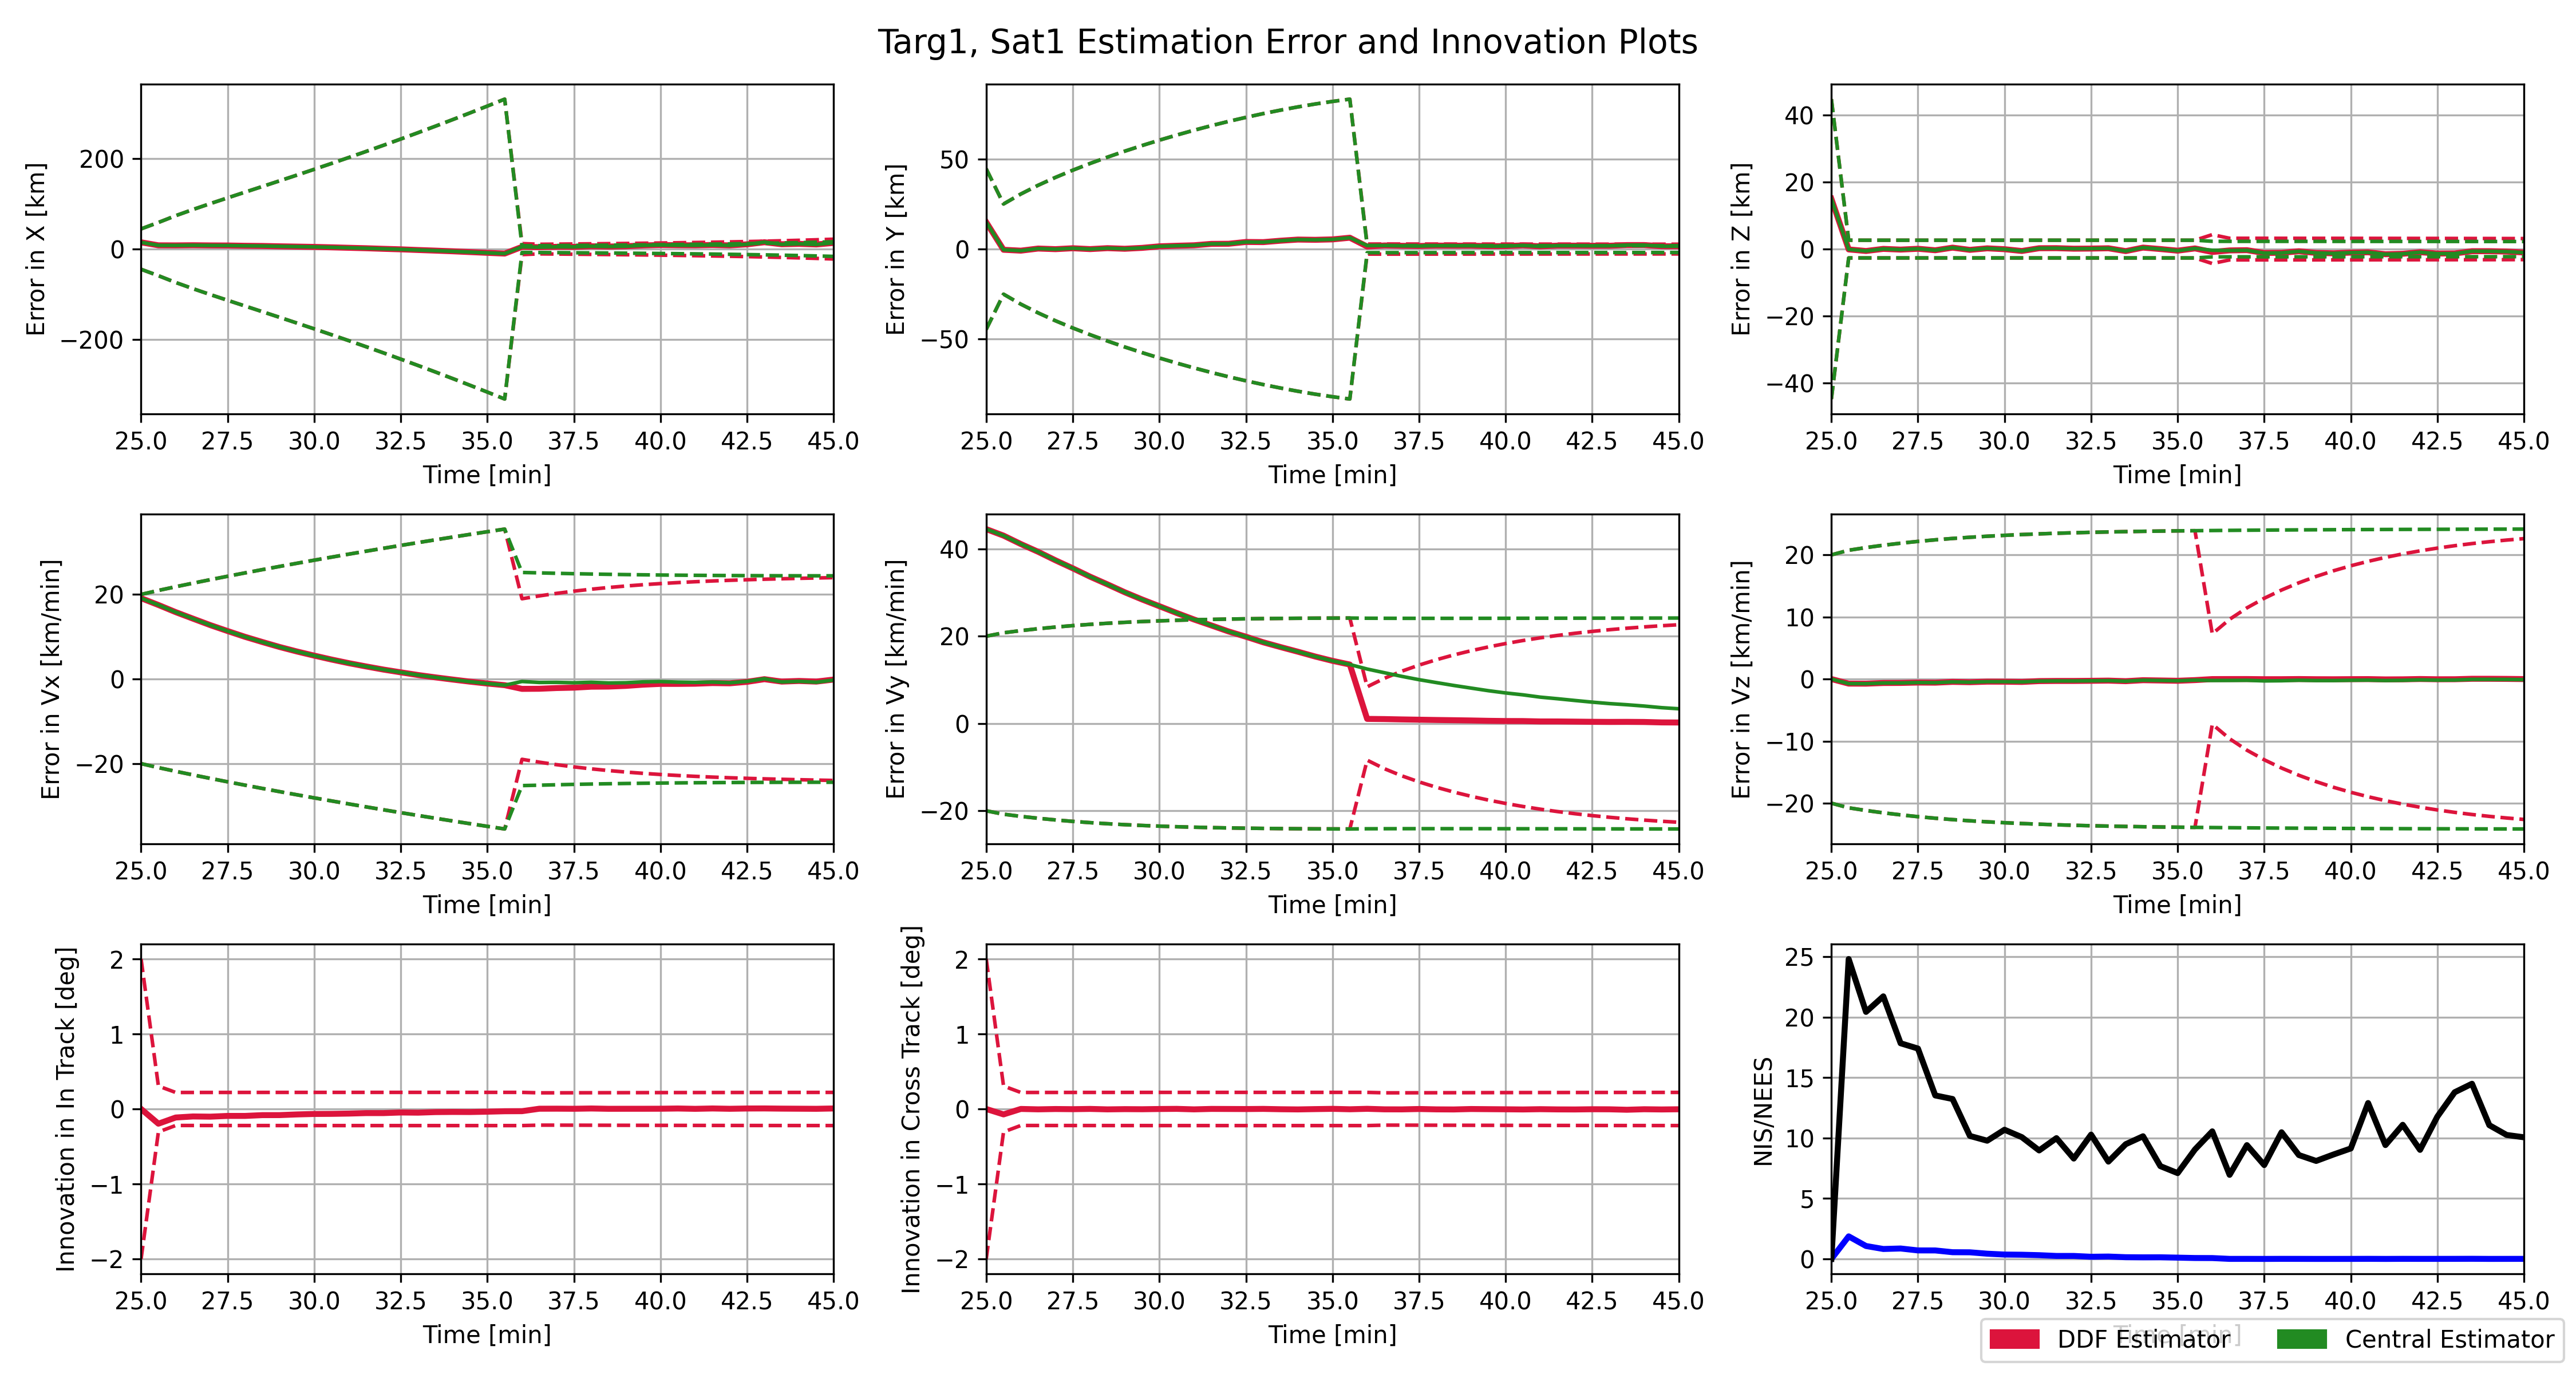 Targ1, Sat1 Estimation Error and Innovation Plots
Error in X [km]
200
0
−200
25.0 27.5 30.0 32.5 35.0 37.5 40.0 42.5 45.0
Time [min]
Error in Y [km]
50
0
−50
25.0 27.5 30.0 32.5 35.0 37.5 40.0 42.5 45.0
Time [min]
Error in Z [km]
40
20
0
−20
−40
25.0 27.5 30.0 32.5 35.0 37.5 40.0 42.5 45.0
Time [min]
Error in Vx [km/min]
20
0
−20
25.0 27.5 30.0 32.5 35.0 37.5 40.0 42.5 45.0
Time [min]
Error in Vy [km/min]
40
20
0
−20
25.0 27.5 30.0 32.5 35.0 37.5 40.0 42.5 45.0
Time [min]
Error in Vz [km/min]
20
10
0
−10
−20
25.0 27.5 30.0 32.5 35.0 37.5 40.0 42.5 45.0
Time [min]
Innovation in In Track [deg]
2
1
0
−1
−2
25.0 27.5 30.0 32.5 35.0 37.5 40.0 42.5 45.0
Time [min]
Innovation in Cross Track [deg]
2
1
0
−1
−2
25.0 27.5 30.0 32.5 35.0 37.5 40.0 42.5 45.0
Time [min]
NIS/NEES
25
20
15
10
5
0
25.0 27.5 30.0 32.5 35.0 37.5 40.0 42.5 45.0
Time [min]
DDF Estimator Central Estimator